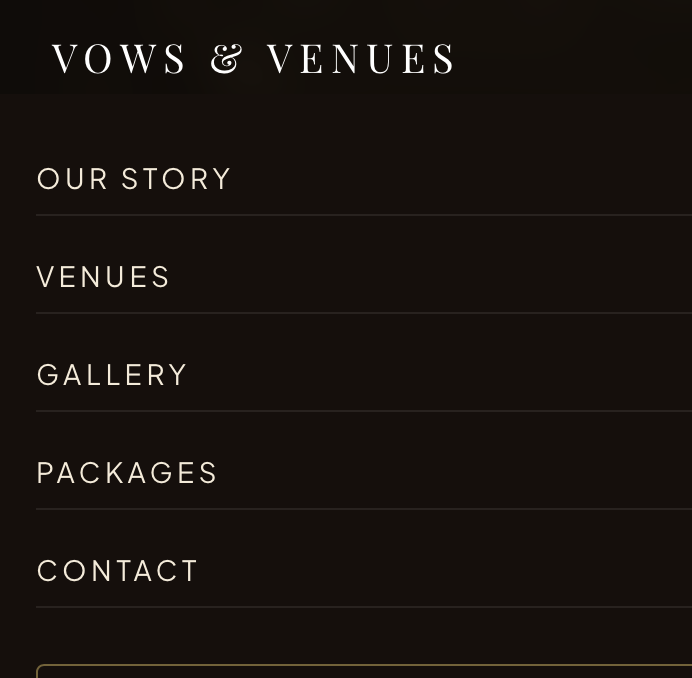 VOWS & VENUES
OUR STORY
VENUES
GALLERY
PACKAGES
CONTACT